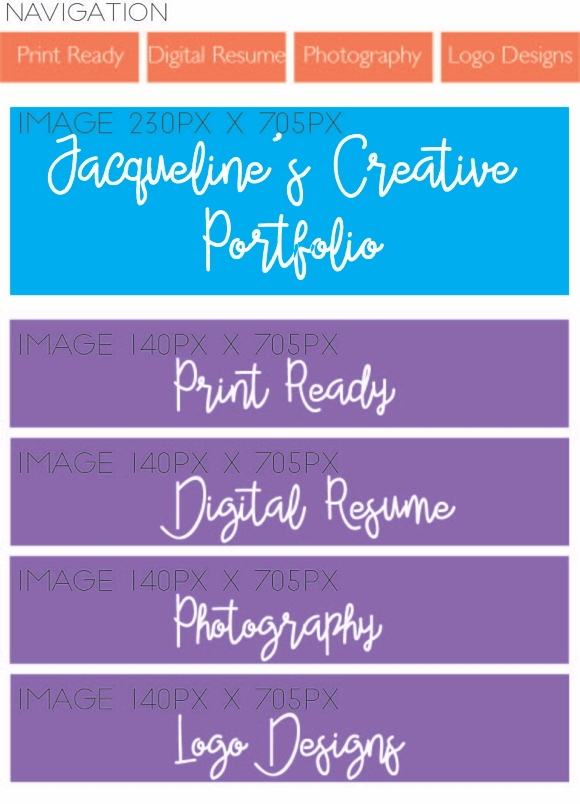 NAVIGATION
Print Ready Digital Resume Photography Logo Designs
IMAGE 230PX X 705PX
Jacqueline's Creative
Portfolio
IMAGE 140PX X 705PX
Print Ready
IMAGE 140PX X 705PX
Digital Resume
IMAGE 140PX X 705PX
Photography
IMAGE 140PX X 705PX
Logo Designs